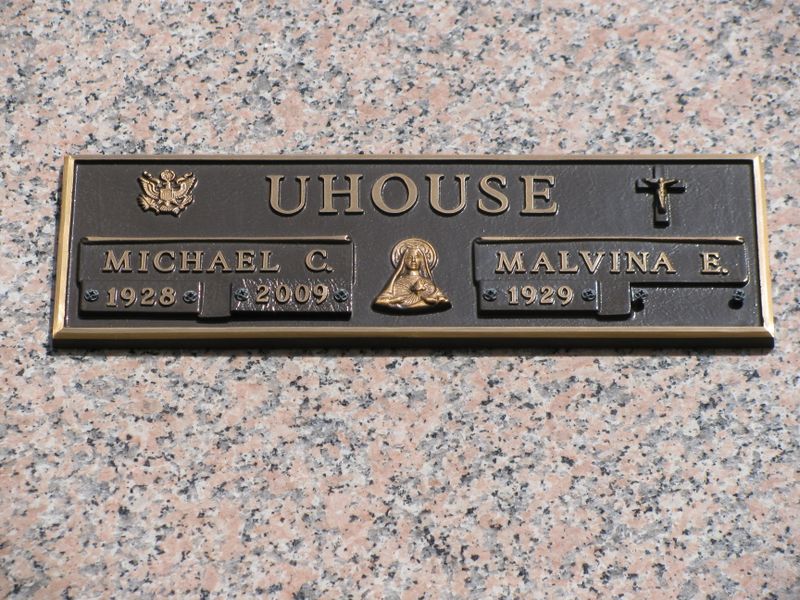 UHOUSE
MICHAEL C.
1928 2009
MALVINA E.
1929